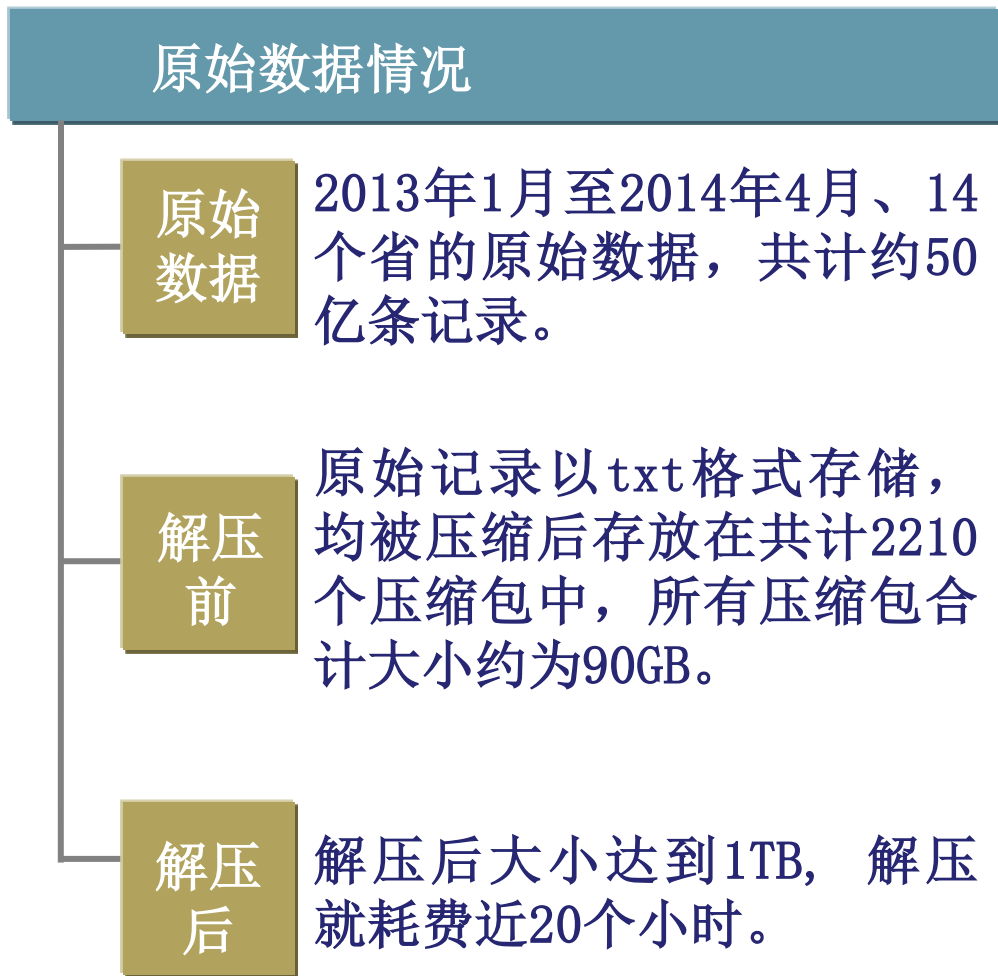 原始数据情况
原始
数据
2013年1月至2014年4月、14
个省的原始数据，共计约50
亿条记录。
解压
前
原始记录以txt格式存储，
均被压缩后存放在共计2210
个压缩包中，所有压缩包合
计大小约为90GB。
解压
后
解压后大小达到1TB, 解压
就耗费近20个小时。